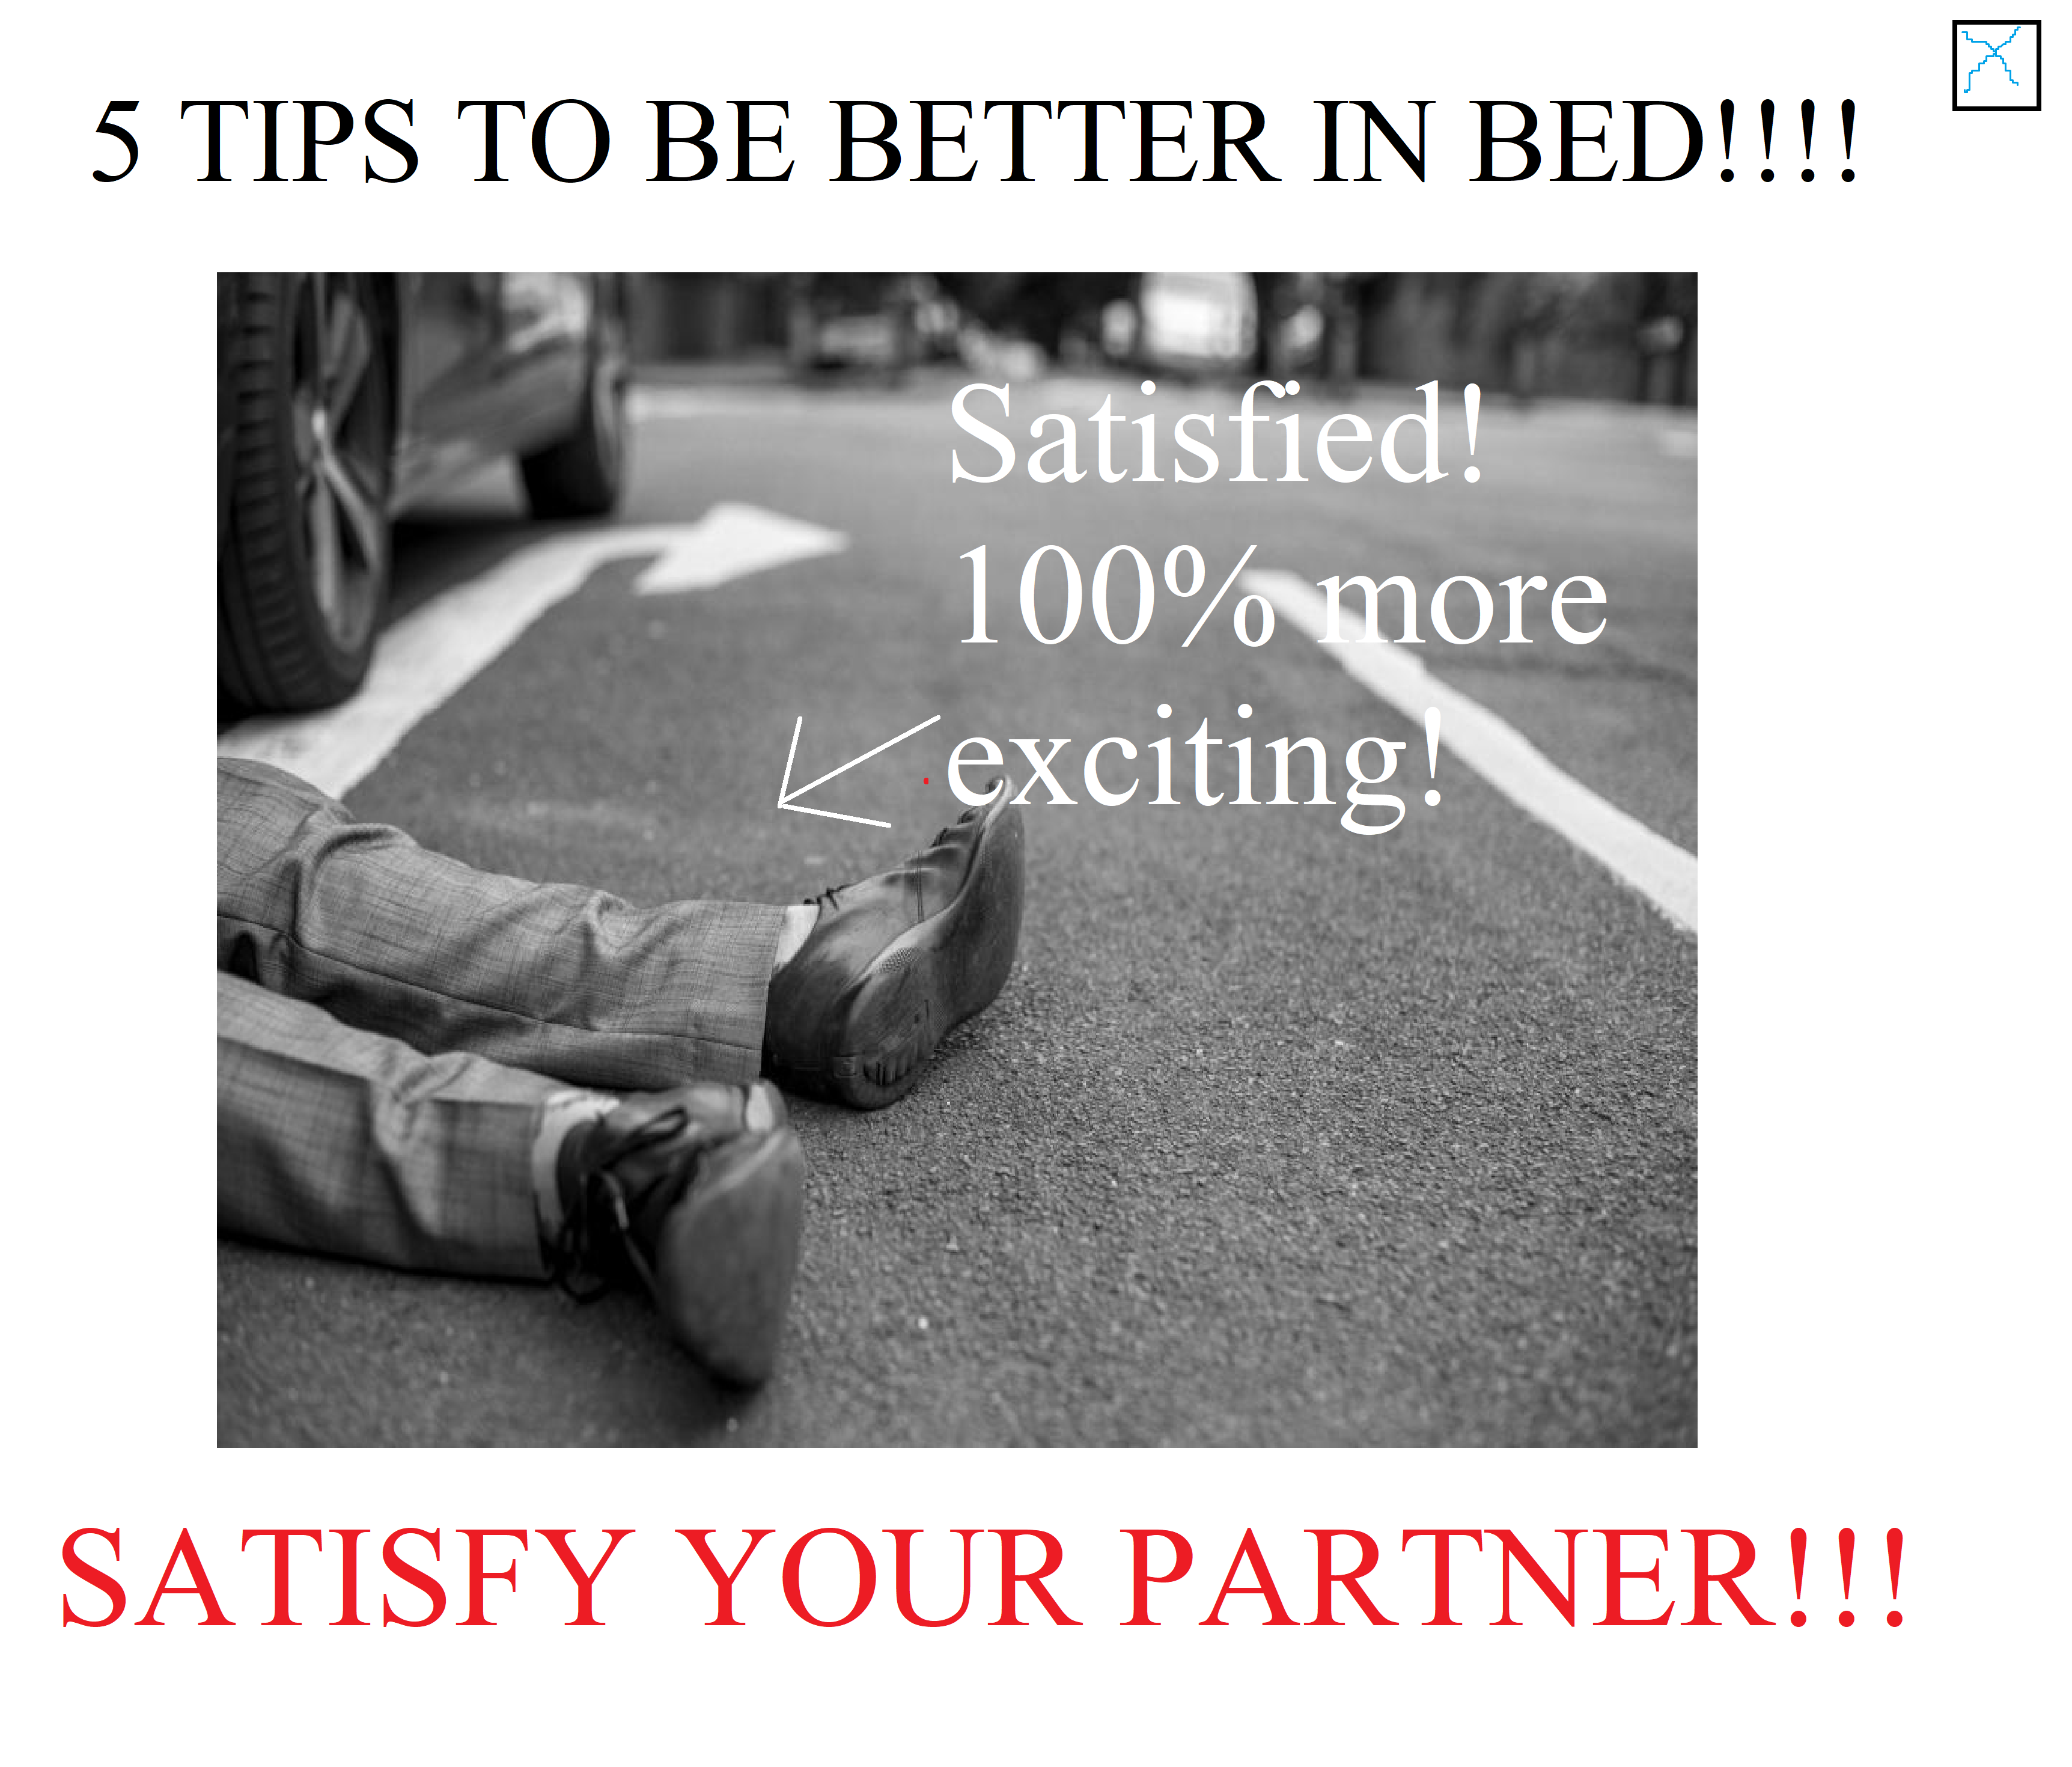 5 TIPS TO BE BETTER IN BED!!!!
Satisfied!
100% more
exciting!
SATISFY YOUR PARTNER!!!